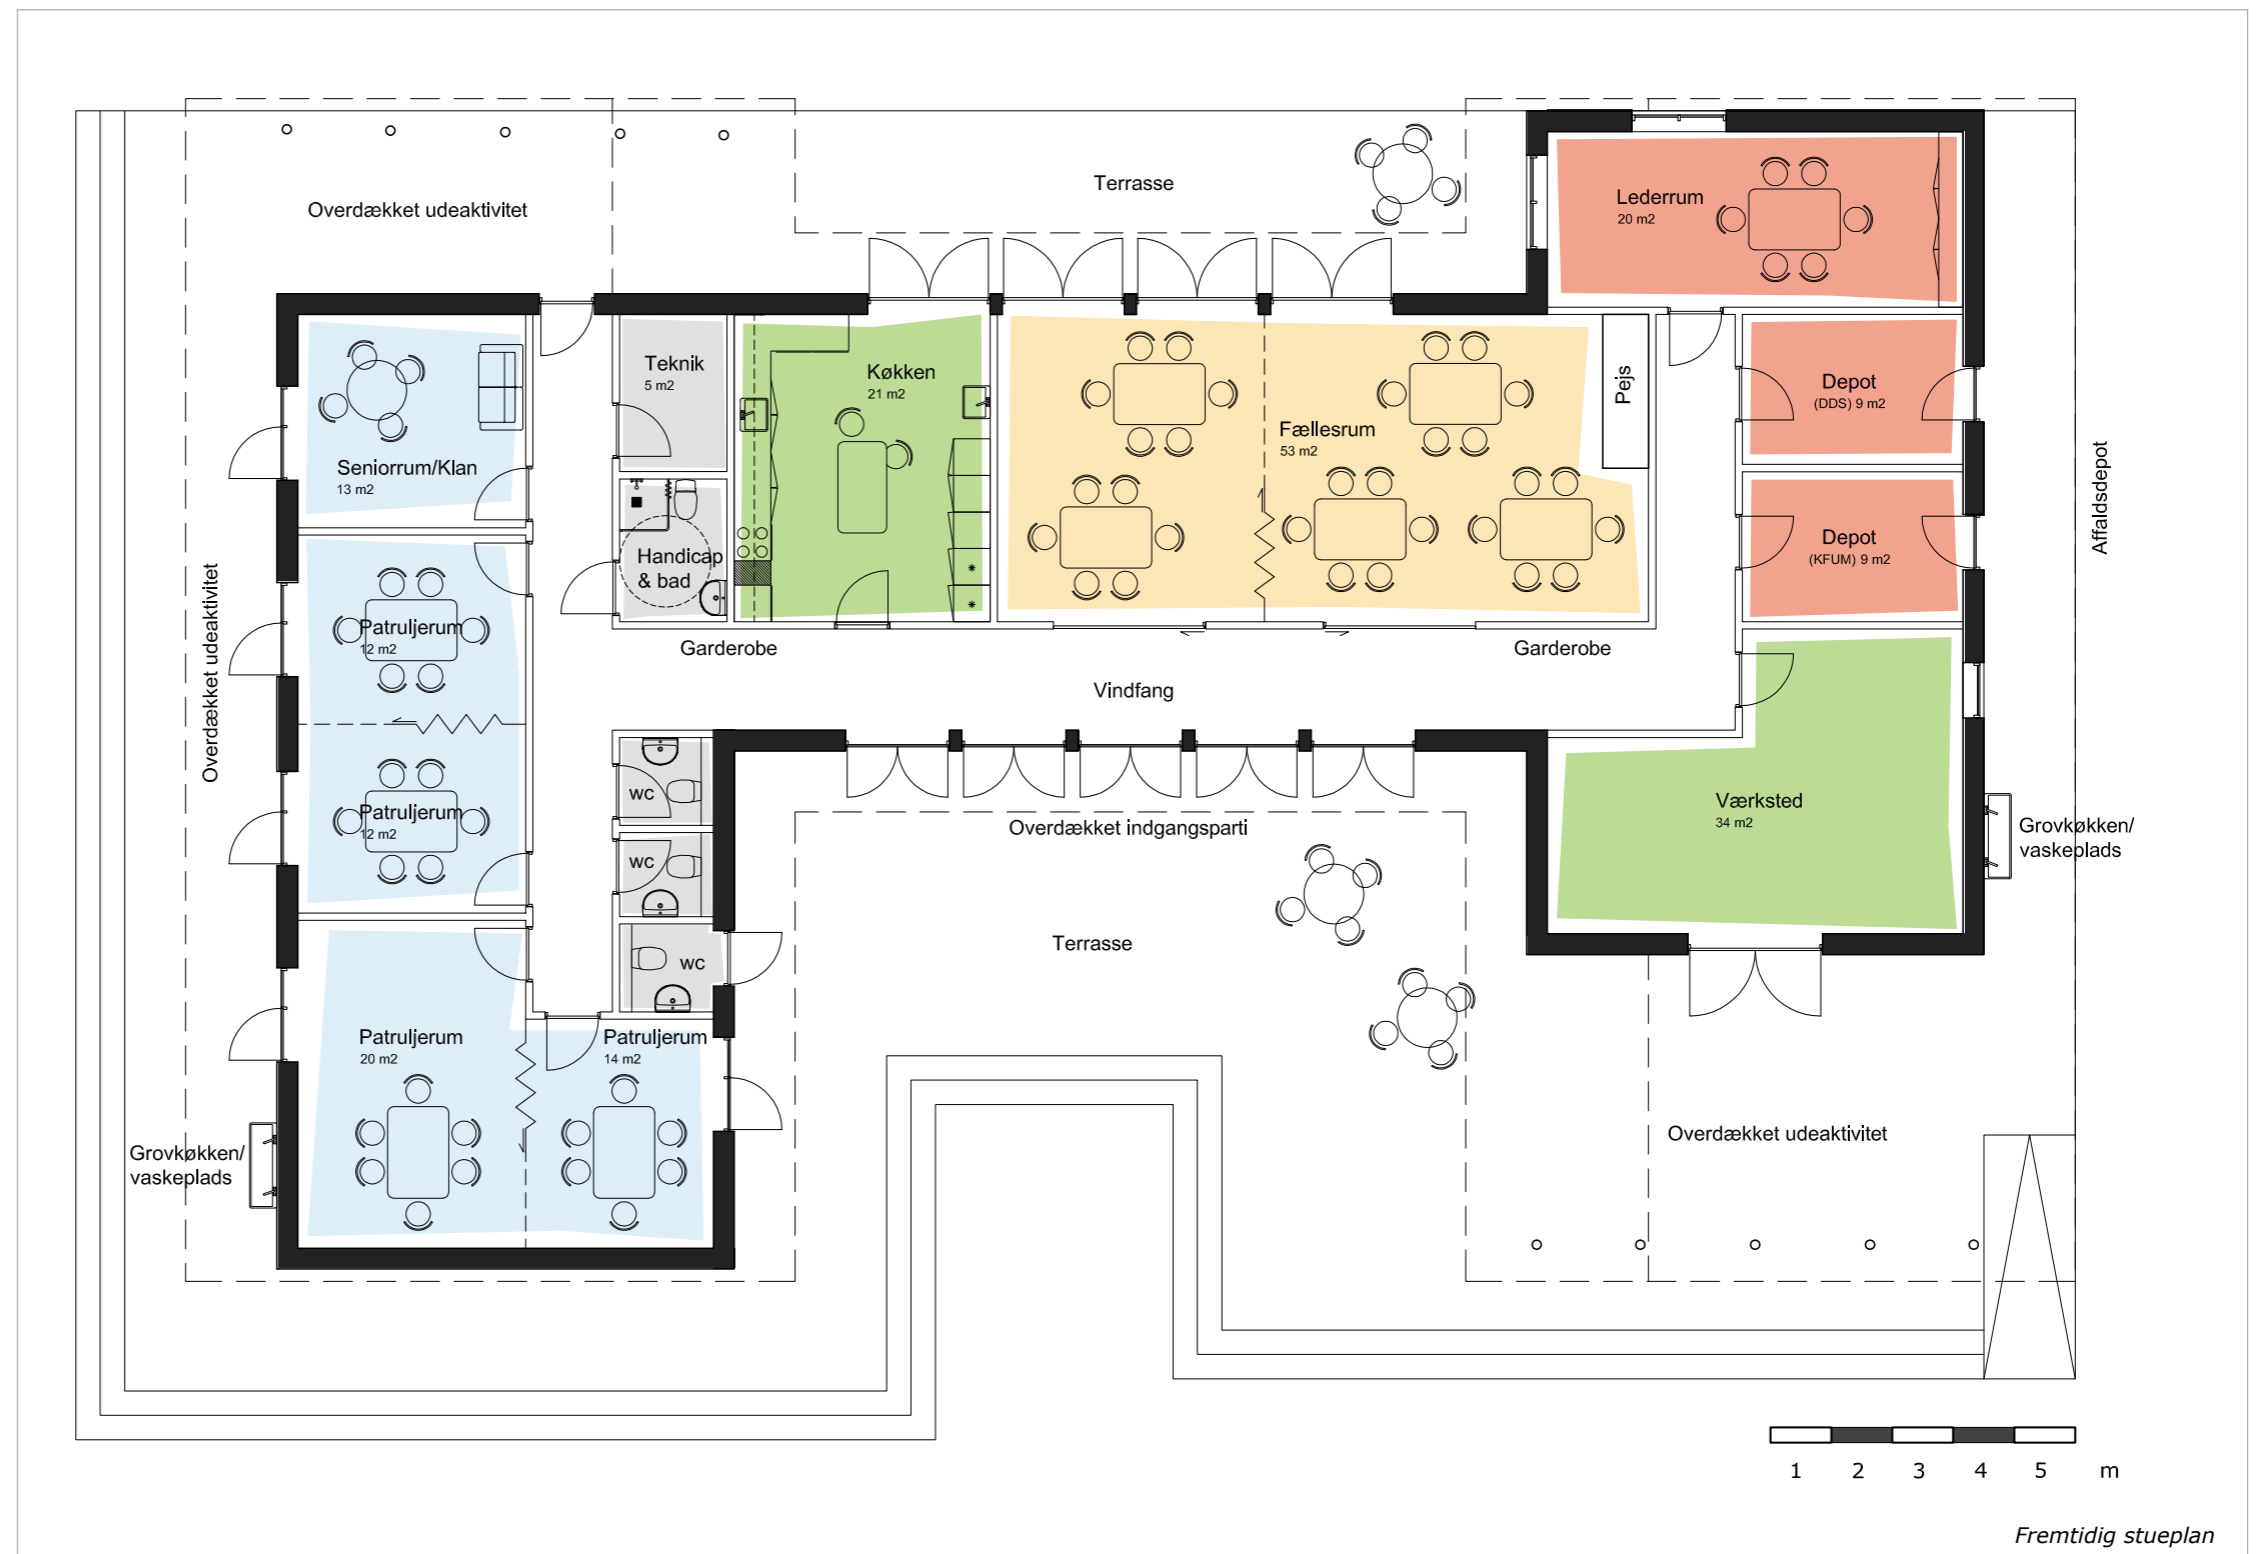 Terrasse
Overdækket udeaktivitet
Lederrum
20 m2
Teknik
5 m2
Køkken
21 m2
Pejs
Depot
(DDS) 9 m2
Fællesrum
53 m2
Seniorrum/Klan
13 m2
Affaldsdepot
Depot
(KFUM) 9 m2
Handicap
& bad
Overdækket udeaktivitet
Patruljerum
12 m2
Garderobe
Garderobe
Vindfang
wc
Patruljerum
12 m2
Værksted
34 m2
Overdækket indgangsparti
Grovkøkken/
vaskeplads
wc
Terrasse
wc
Patruljerum
20 m2
Patruljerum
14 m2
Overdækket udeaktivitet
Grovkøkken/
vaskeplads
1 2 3 4 5 m
Fremtidig stueplan